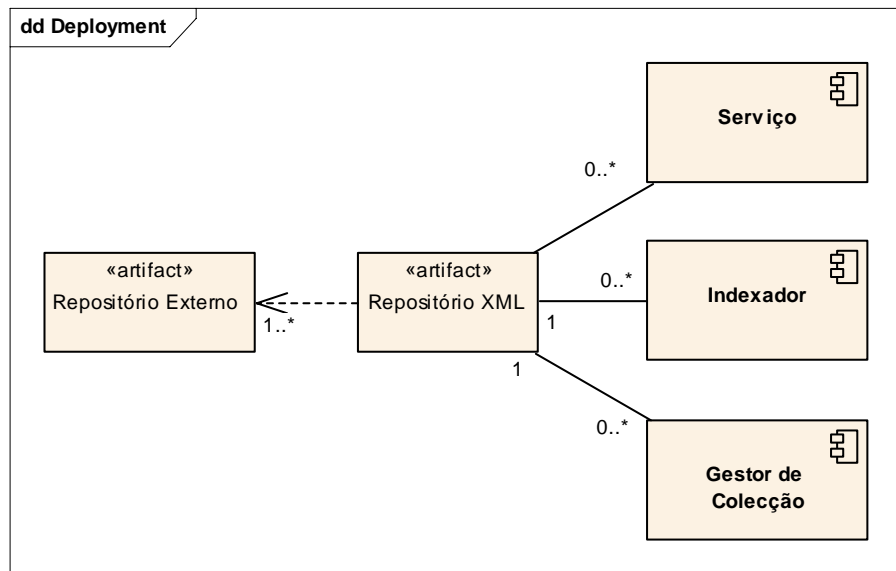 dd Deployment
Serviço
0..*
«artifact»
Repositório Externo
1..*
«artifact»
Repositório XML
0..*
1
Indexador
1
0..*
Gestor de
Colecção